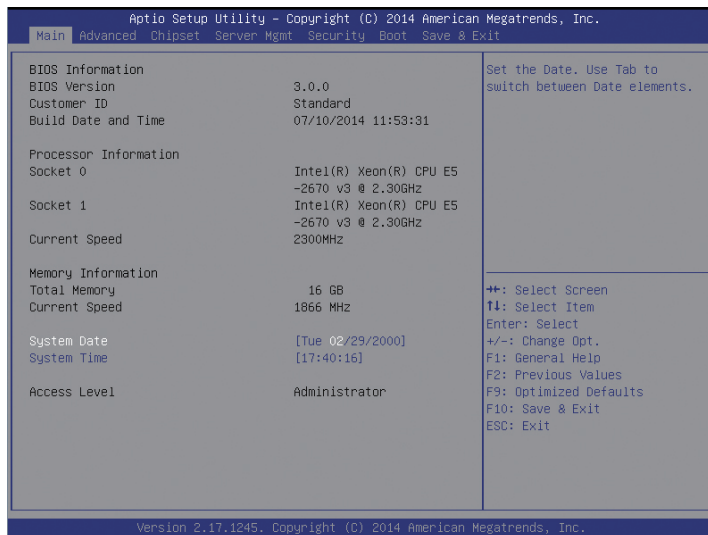 Aptio Setup Utility – Copyright (C) 2014 American Megatrends, Inc.
Main Advanced Chipset Server Mgmt Security Boot Save & Exit
BIOS Information
BIOS Version 3.0.0
Customer ID Standard
Build Date and Time 07/10/2014 11:53:31
Processor Information
Socket 0 Intel(R) Xeon(R) CPU E5
-2670 v3 @ 2.30GHz
Socket 1 Intel(R) Xeon(R) CPU E5
-2670 v3 @ 2.30GHz
Current Speed 2300MHz
Memory Information
Total Memory 16 GB
Current Speed 1866 MHz
System Date [Tue 02/29/2000]
System Time [17:40:16]
Access Level Administrator
Set the Date. Use Tab to
switch between Date elements.
→←: Select Screen
↑↓: Select Item
Enter: Select
+/-: Change Opt.
F1: General Help
F2: Previous Values
F9: Optimized Defaults
F10: Save & Exit
ESC: Exit
Version 2.17.1245. Copyright (C) 2014 American Megatrends, Inc.